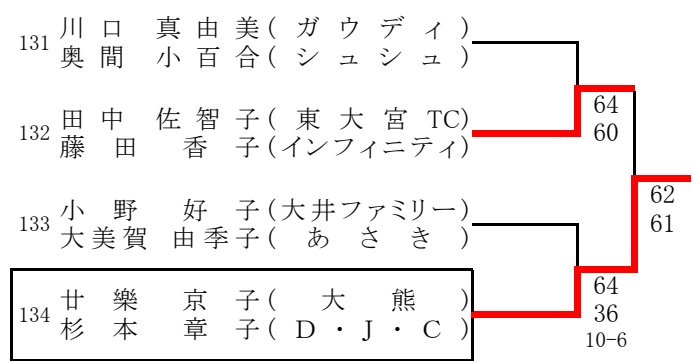 131 川口 真由美(ガウディ)
奥間 小百合(シュシュ)
132 田中 佐智子(東大宮TC)
藤田 香子(インフィニティ)
64
60
62
61
133 小野 好子(大井ファミリー)
大美賀 由季子(あさき)
134 廿樂 京子(大熊)
杉本 章子(D・J・C)
64
36
10-6